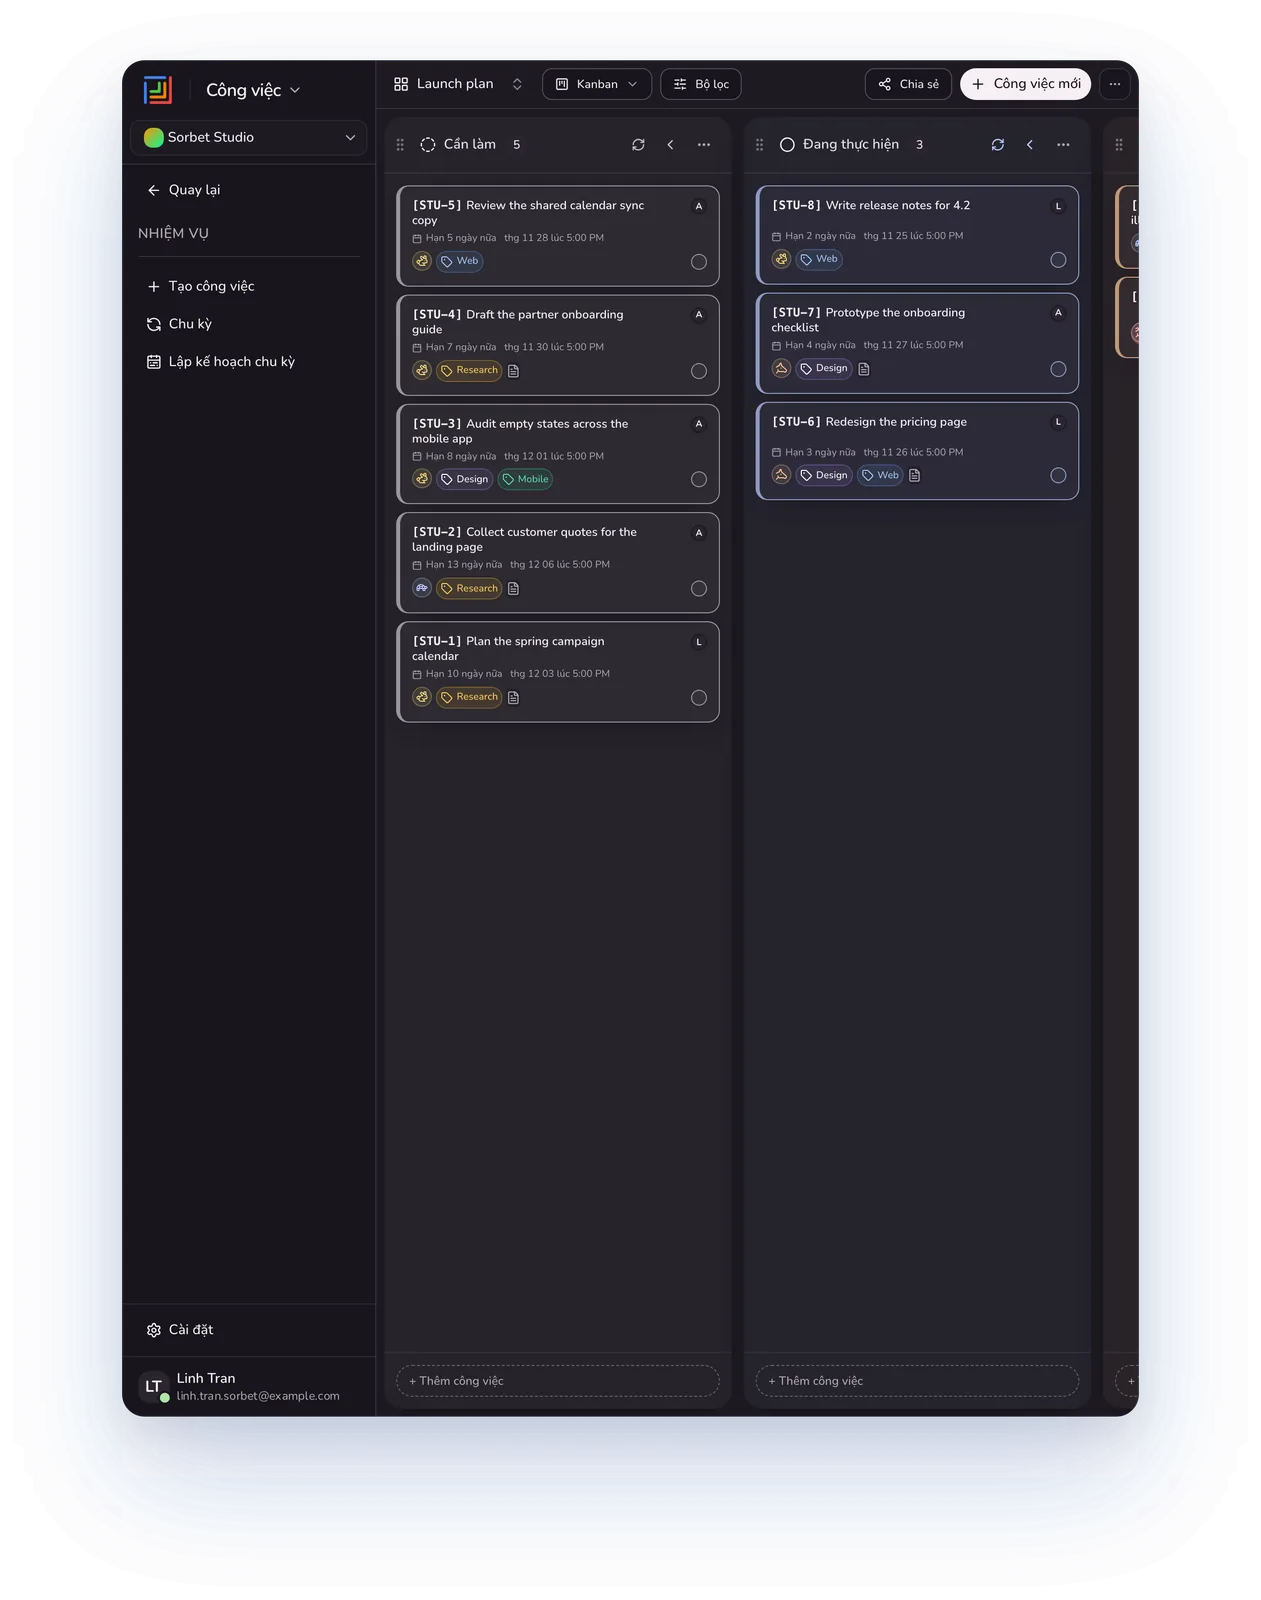 Công việc
Sorbet Studio
Quay lại
NHIỆM VỤ
Tạo công việc
Chu kỳ
Lập kế hoạch chu kỳ
Cài đặt
LT
Linh Tran
linh.tran.sorbet@example.com
Launch plan
Kanban
Bộ lọc
Chia sẻ
Công việc mới
Cần làm 5
[STU-5] Review the shared calendar sync
copy
A
Hạn 5 ngày nữa thg 11 28 lúc 5:00 PM
Web
[STU-4] Draft the partner onboarding
guide
A
Hạn 7 ngày nữa thg 11 30 lúc 5:00 PM
Research
[STU-3] Audit empty states across the
mobile app
A
Hạn 8 ngày nữa thg 12 01 lúc 5:00 PM
Design Mobile
[STU-2] Collect customer quotes for the
landing page
A
Hạn 13 ngày nữa thg 12 06 lúc 5:00 PM
Research
[STU-1] Plan the spring campaign
calendar
L
Hạn 10 ngày nữa thg 12 03 lúc 5:00 PM
Research
+ Thêm công việc
Đang thực hiện 3
[STU-8] Write release notes for 4.2
L
Hạn 2 ngày nữa thg 11 25 lúc 5:00 PM
Web
[STU-7] Prototype the onboarding
checklist
A
Hạn 4 ngày nữa thg 11 27 lúc 5:00 PM
Design
[STU-6] Redesign the pricing page
L
Hạn 3 ngày nữa thg 11 26 lúc 5:00 PM
Design Web
+ Thêm công việc